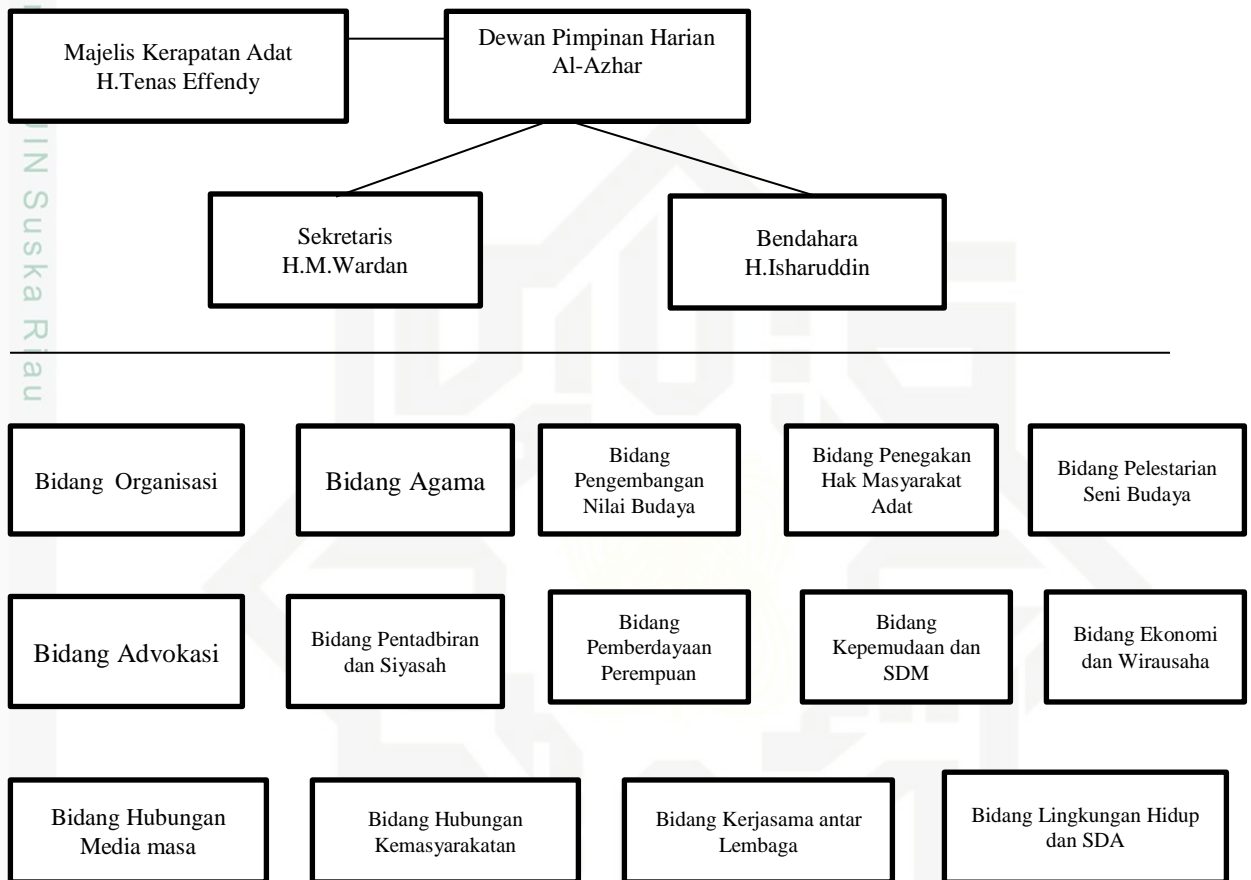 Majelis Kerapatan Adat
H.Tenas Effendy
Dewan Pimpinan Harian
Al-Azhar
Sekretaris
H.M.Wardan
Bendahara
H.Isharuddin
UIN Suska Riau
Bidang Organisasi
Bidang Agama
Bidang
Pengembangan
Nilai Budaya
Bidang Penegakan
Hak Masyarakat
Adat
Bidang Pelestarian
Seni Budaya
Bidang Advokasi
Bidang Pentadbiran
dan Siyasah
Bidang
Pemberdayaan
Perempuan
Bidang
Kepemudaan dan
SDM
Bidang Ekonomi
dan Wirausaha
Bidang Hubungan
Media masa
Bidang Hubungan
Kemasyarakatan
Bidang Kerjasama antar
Lembaga
Bidang Lingkungan Hidup
dan SDA